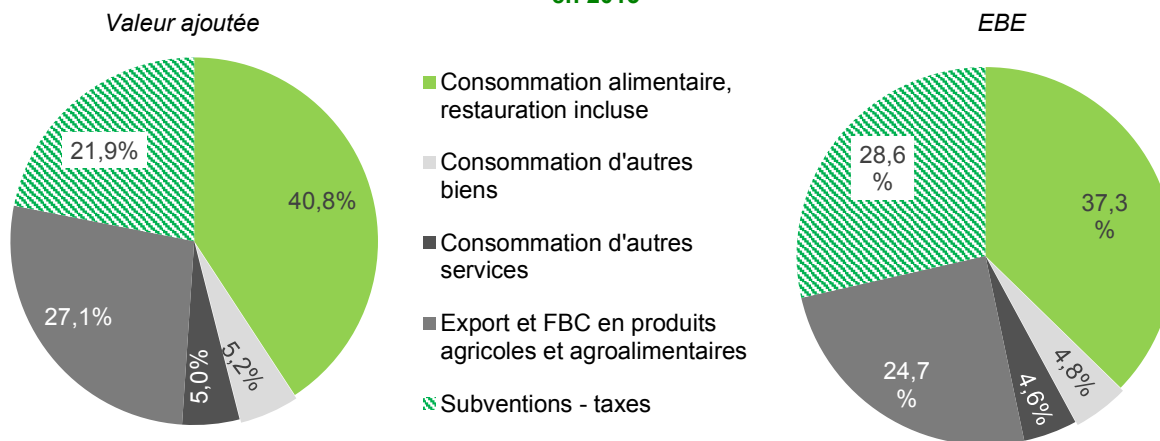 Valeur ajoutée
EBE
21,9%
40,8%
27,1%
5,0%
5,2%
Consommation alimentaire,
restauration incluse
Consommation d'autres
biens
Consommation d'autres
services
Export et FBC en produits
agricoles et agroalimentaires
Subventions - taxes
28,6
%
37,3
%
24,7
%
4,6%
4,8%